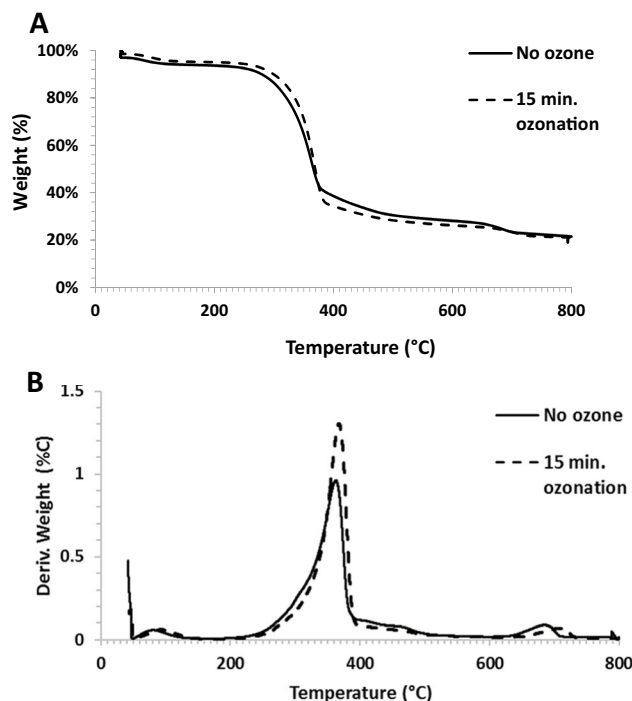 A
100%
80%
60%
40%
20%
0%
Weight (%)
0
200
400
600
800
Temperature (°C)
No ozone
15 min.
ozonation
B
1.5
1
0.5
0
Deriv. Weight (%C)
0
200
400
600
800
Temperature (°C)
No ozone
15 min.
ozonation